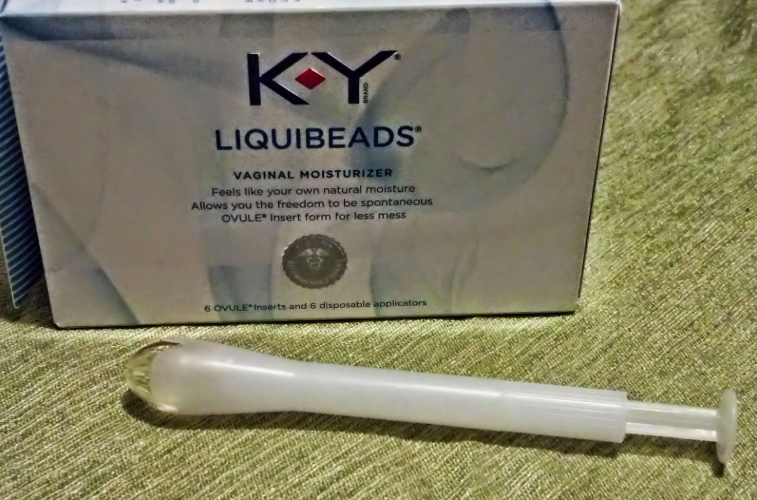 K-Y®
BRAND
LIQUIBEADS®
VAGINAL MOISTURIZER
Feels like your own natural moisture
Allows you the freedom to be spontaneous
OVULE® Insert form for less mess
6 OVULE® Inserts and 6 disposable applicators